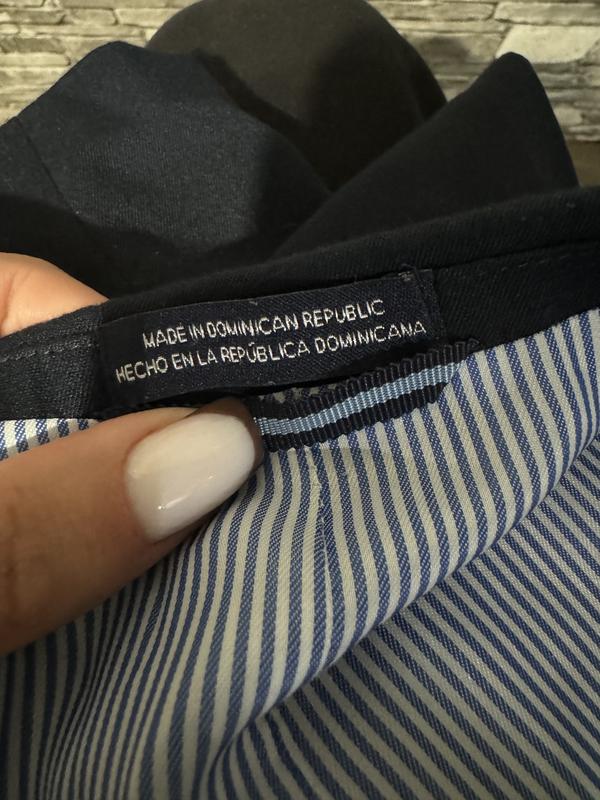 MADE IN DOMINICAN REPUBLIC
HECHO EN LA REPÚBLICA DOMINICANA